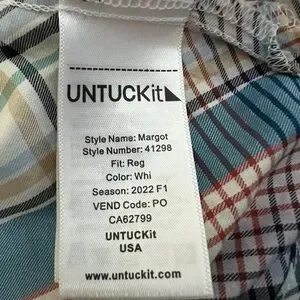 UNTUCKit
Style Name: Margot
Style Number: 41298
Fit: Reg
Color: Whi
Season: 2022 F1
VEND Code: PO
CA62799
UNTUCKit
USA
www.untuckit.com